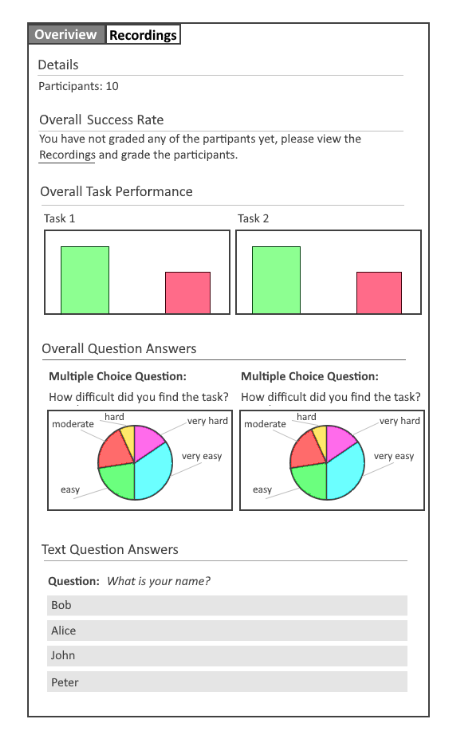 Overiview Recordings
Details
Participants: 10
Overall Success Rate
You have not graded any of the partipants yet, please view the
Recordings and grade the participants.
Overall Task Performance
Task 1 Task 2
Overall Question Answers
Multiple Choice Question: Multiple Choice Question:
How difficult did you find the task? How difficult did you find the task?
hard hard
moderate very hard moderate very hard
very easy very easy
easy easy
Text Question Answers
Question: What is your name?
Bob
Alice
John
Peter